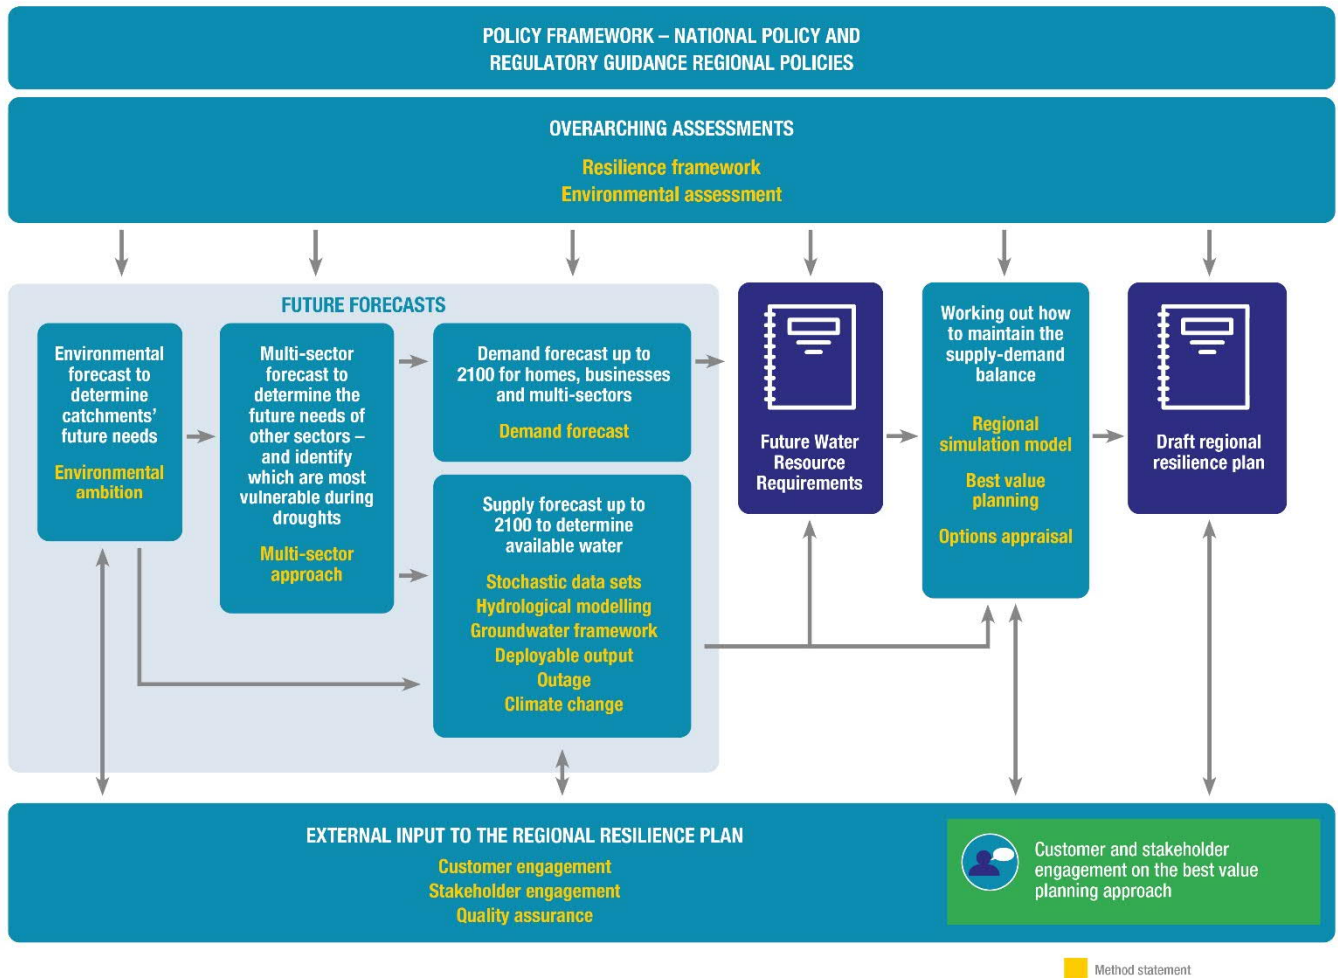 POLICY FRAMEWORK – NATIONAL POLICY AND
REGULATORY GUIDANCE REGIONAL POLICIES
OVERARCHING ASSESSMENTS
Resilience framework
Environmental assessment
FUTURE FORECASTS
Environmental
forecast to
determine
catchments’
future needs
Environmental
ambition
Multi-sector
forecast to
determine the
future needs of
other sectors –
and identify
which are most
vulnerable during
droughts
Multi-sector
approach
Demand forecast up to
2100 for homes, businesses
and multi-sectors
Demand forecast
Supply forecast up to
2100 to determine
available water
Stochastic data sets
Hydrological modelling
Groundwater framework
Deployable output
Outage
Climate change
Future Water
Resource
Requirements
Working out how
to maintain the
supply-demand
balance
Regional
simulation model
Best value
planning
Options appraisal
Draft regional
resilience plan
EXTERNAL INPUT TO THE REGIONAL RESILIENCE PLAN
Customer engagement
Stakeholder engagement
Quality assurance
Customer and stakeholder
engagement on the best value
planning approach
Method statement